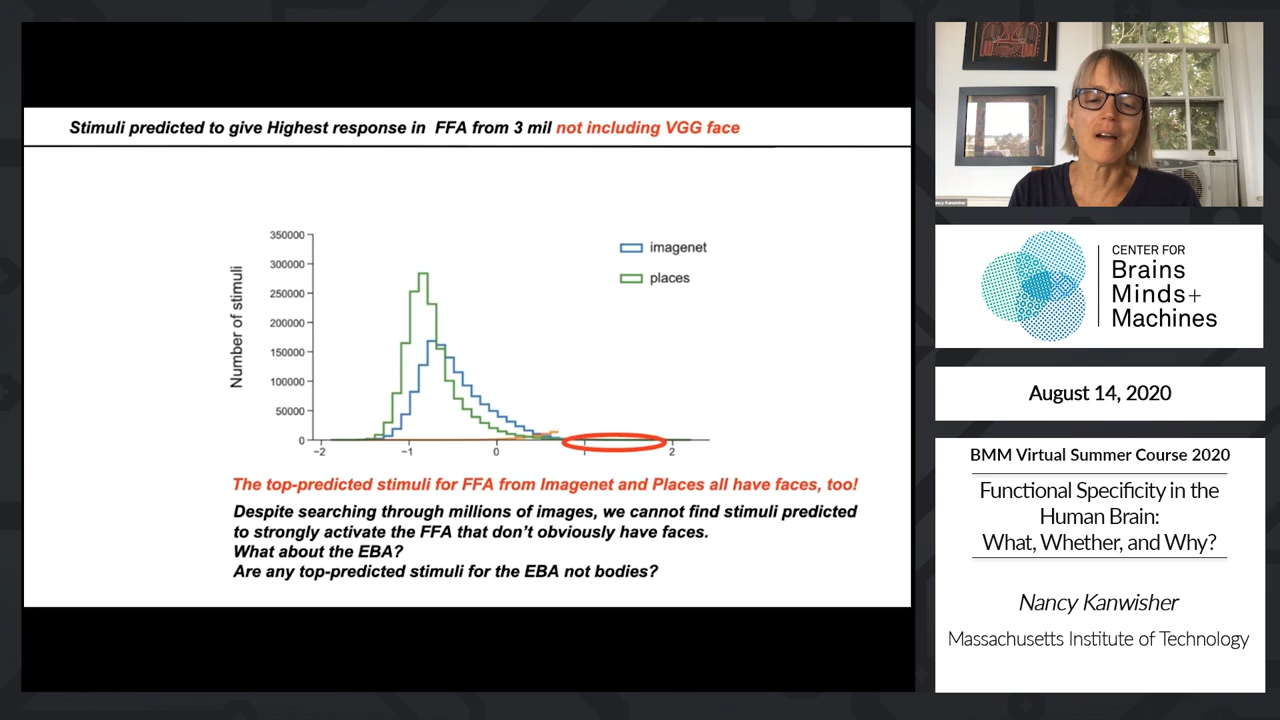 Stimuli predicted to give Highest response in FFA from 3 mil not including VGG face
350000
300000
250000
200000
150000
100000
50000
0
Number of stimuli
imagenet
places
−2
−1
0
2
The top-predicted stimuli for FFA from Imagenet and Places all have faces, too!
Despite searching through millions of images, we cannot find stimuli predicted
to strongly activate the FFA that don't obviously have faces.
What about the EBA?
Are any top-predicted stimuli for the EBA not bodies?
Nancy Kanwisher
CENTER FOR
Brains
Minds+
Machines
August 14, 2020
BMM Virtual Summer Course 2020
Functional Specificity in the
Human Brain:
What, Whether, and Why?
Nancy Kanwisher
Massachusetts Institute of Technology